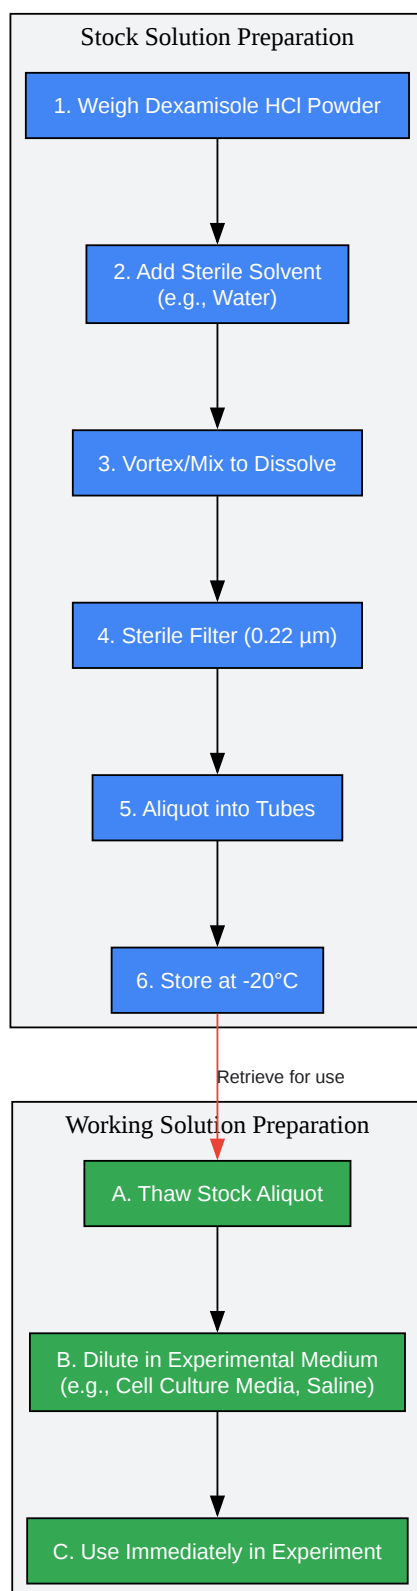 Stock Solution Preparation
1. Weigh Dexamisole HCl Powder
2. Add Sterile Solvent
(e.g., Water)
3. Vortex/Mix to Dissolve
4. Sterile Filter (0.22 µm)
5. Aliquot into Tubes
6. Store at -20°C
Retrieve for use
Working Solution Preparation
A. Thaw Stock Aliquot
B. Dilute in Experimental Medium
(e.g., Cell Culture Media, Saline)
C. Use Immediately in Experiment